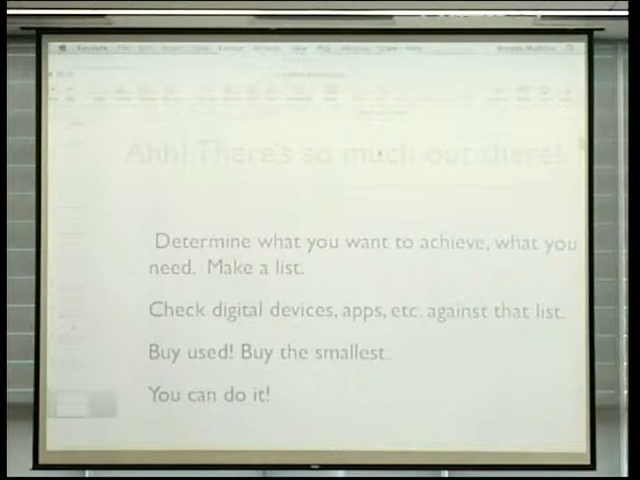 Ahh! There's so much out there!
Determine what you want to achieve, what you
need. Make a list.
Check digital devices, apps, etc. against that list.
Buy used! Buy the smallest.
You can do it!